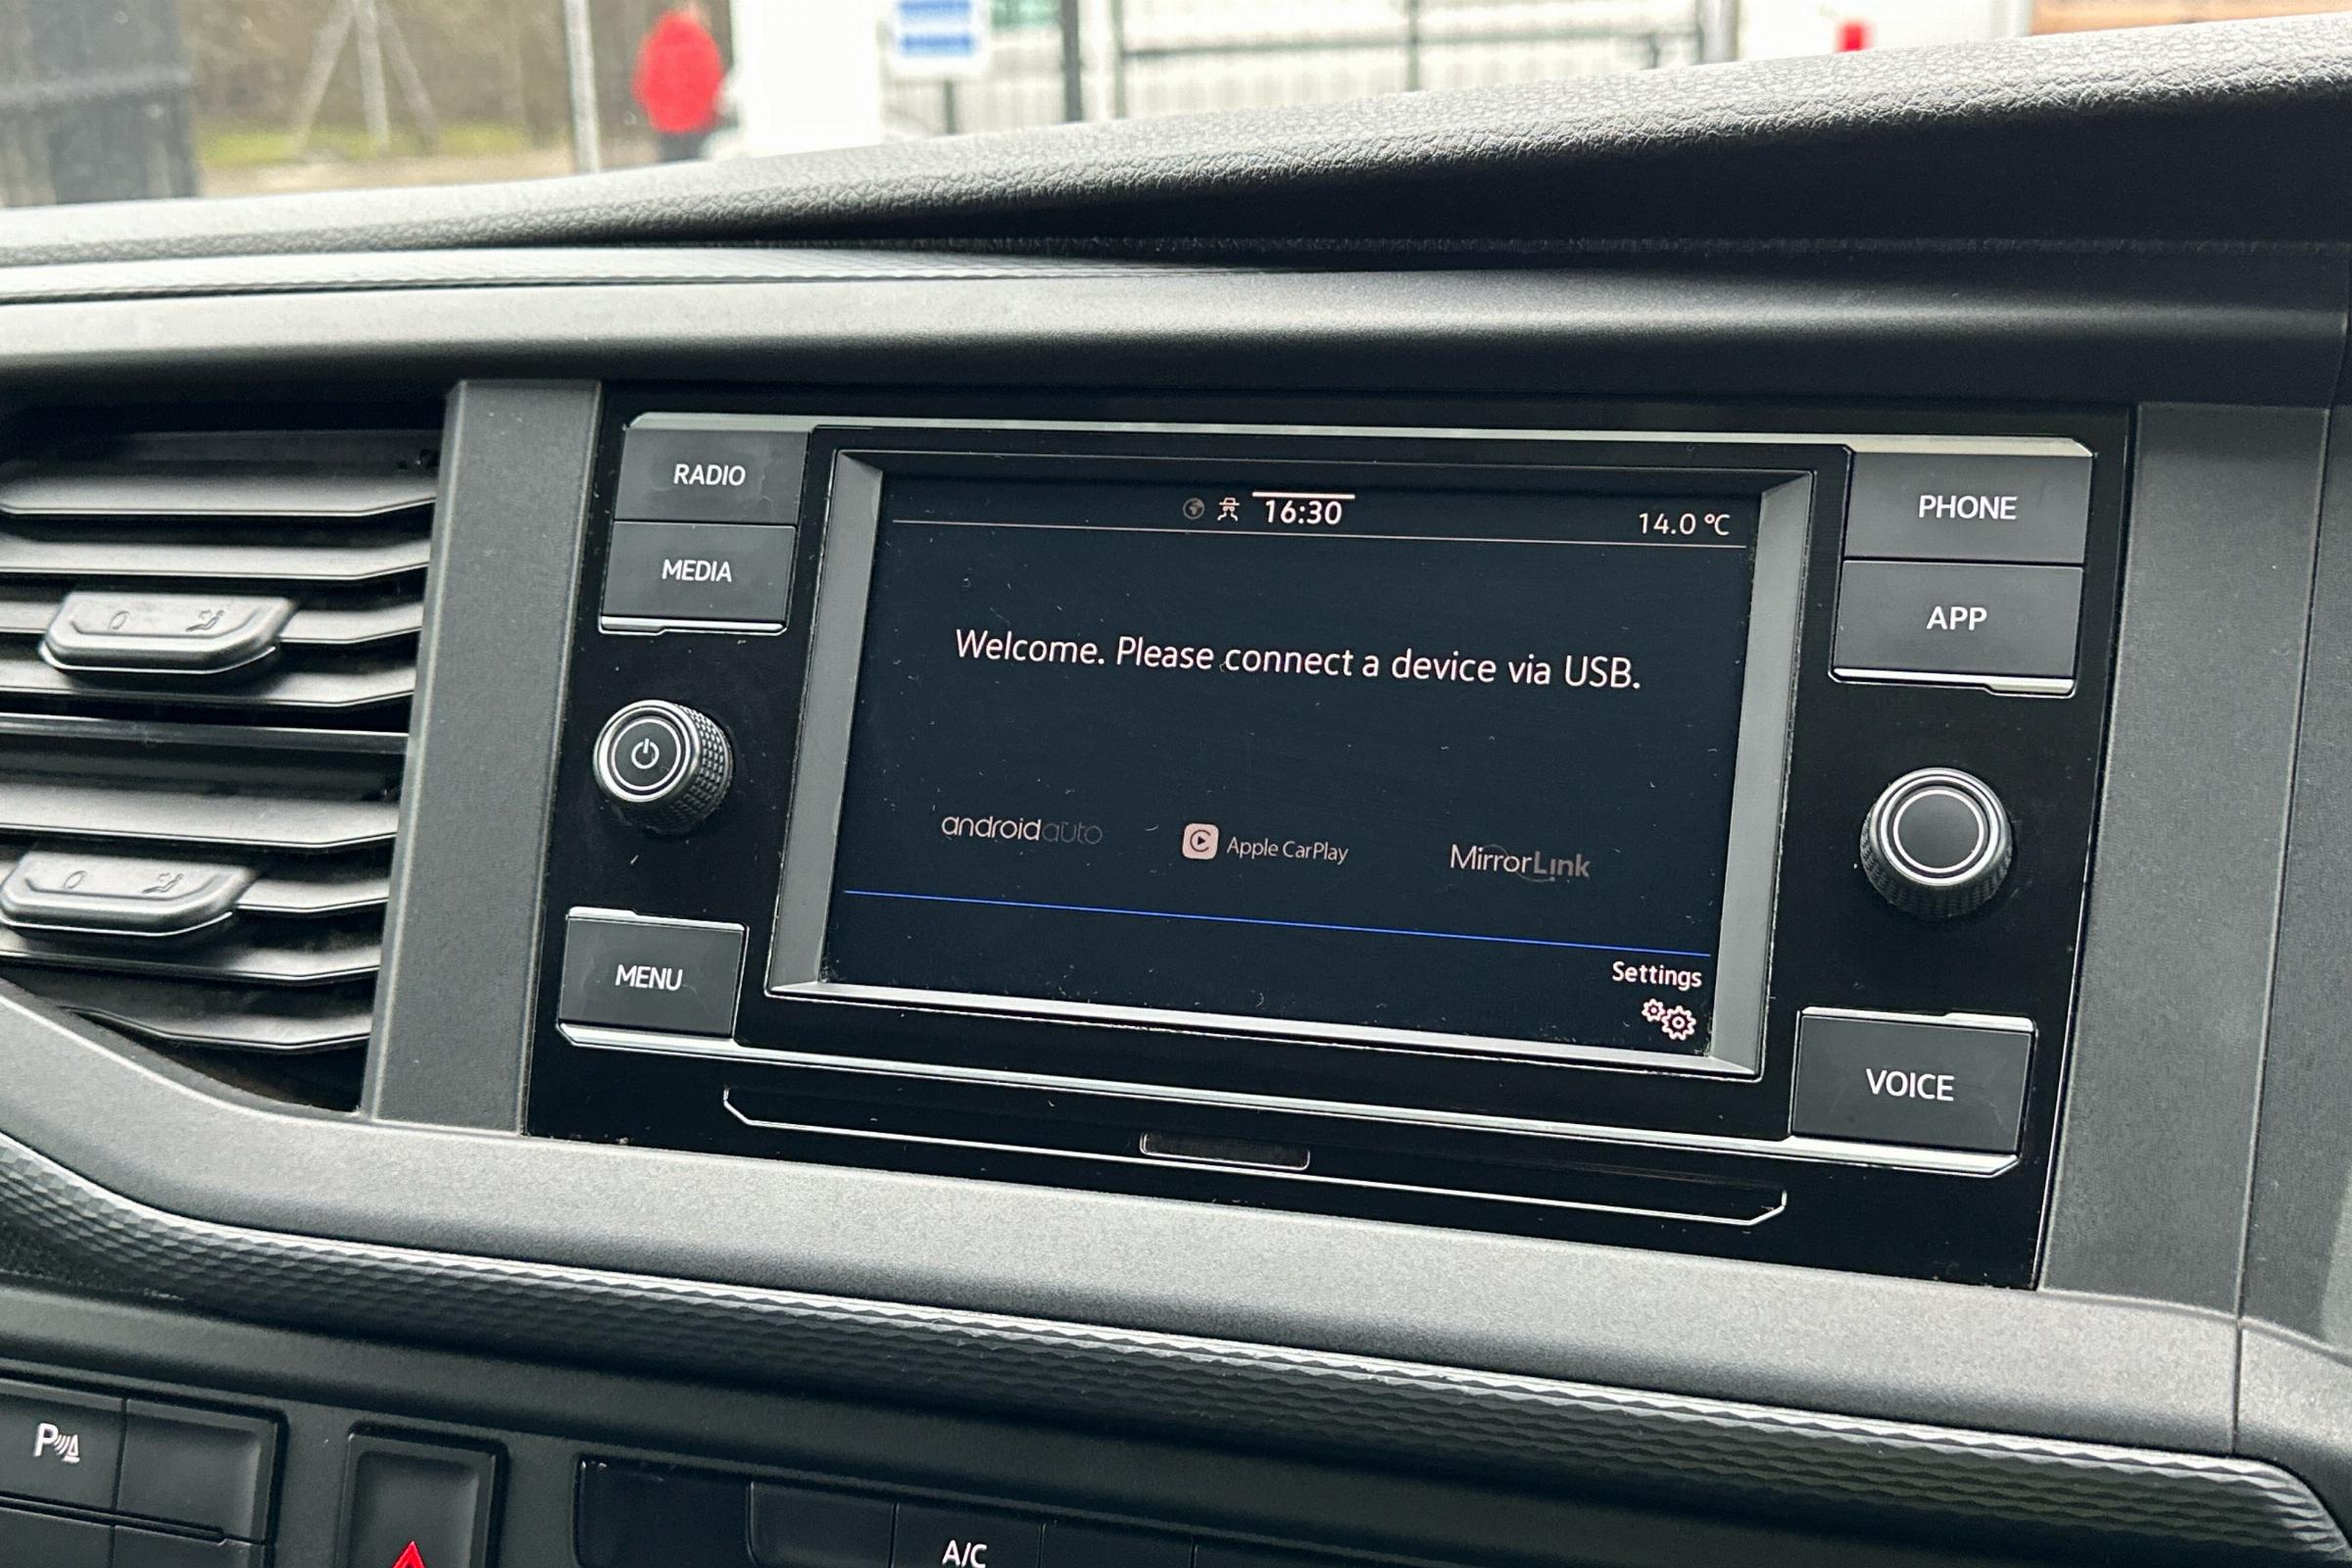 RADIO
MEDIA
MENU
16:30
14.0 °C
Welcome. Please connect a device via USB.
androidauto
Apple CarPlay
MirrorLink
Settings
PHONE
APP
VOICE
P
A/C